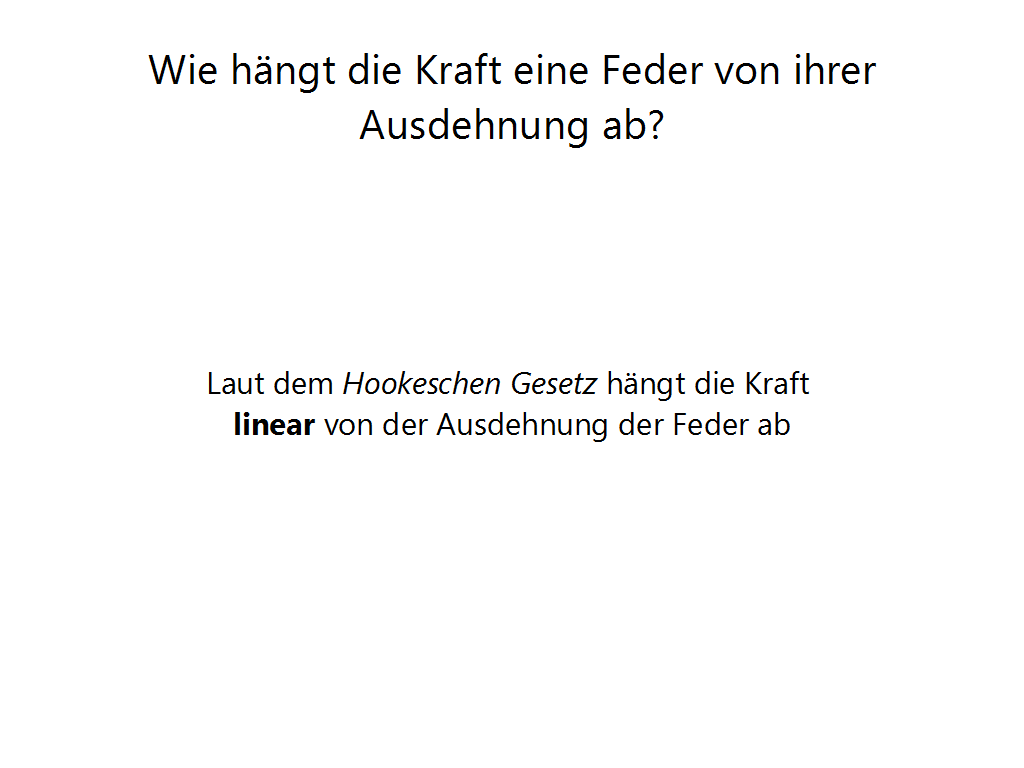 Wie hängt die Kraft eine Feder von ihrer
Ausdehnung ab?
Laut dem Hookeschen Gesetz hängt die Kraft
linear von der Ausdehnung der Feder ab